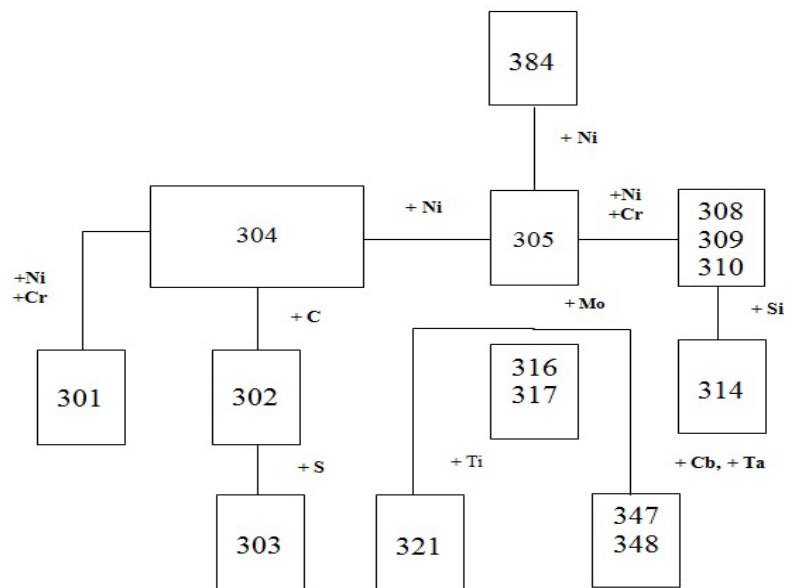 384
+ Ni
304
+ Ni
305
+Ni
+Cr
308
309
310
+Ni
+Cr
+ C
+ Mo
+ Si
301
302
316
317
314
+ S
+ Ti
+ Cb, + Ta
303
321
347
348